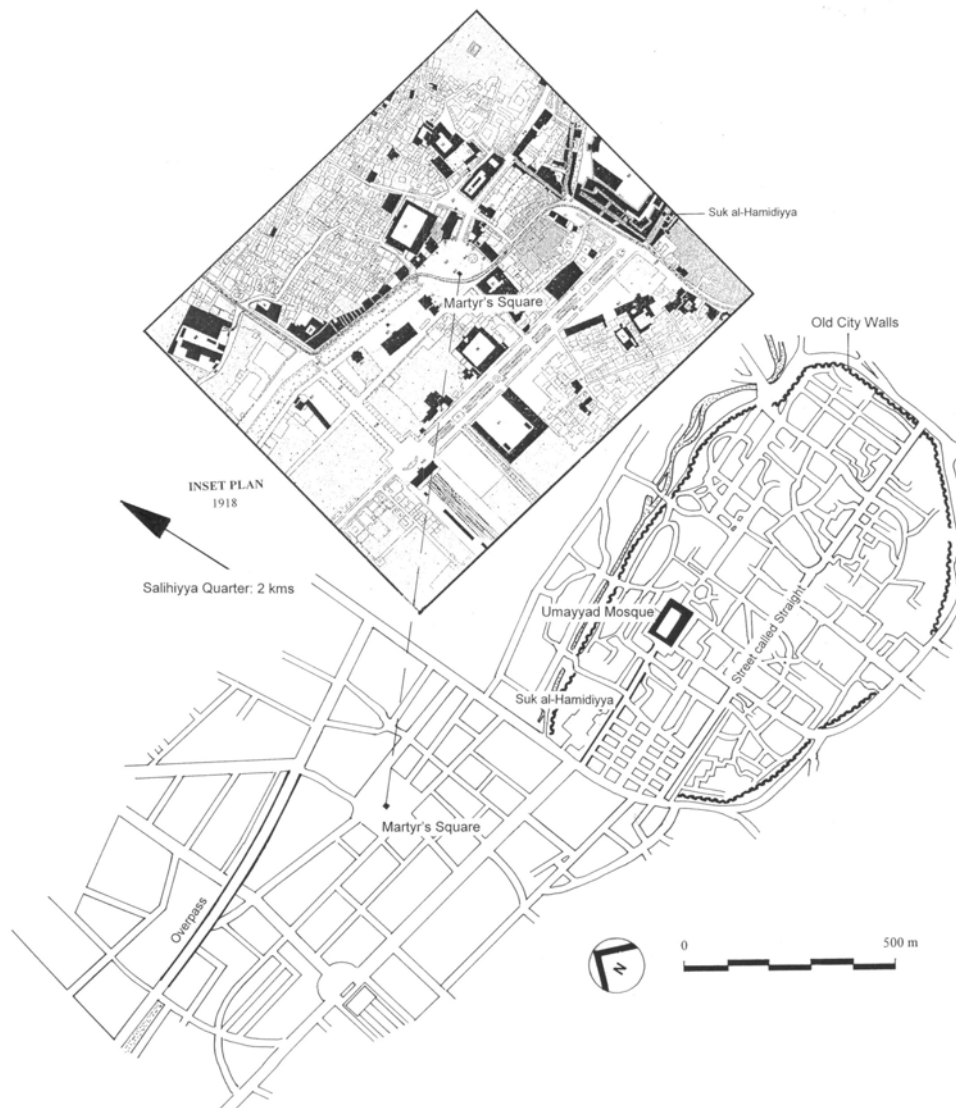 Suk al-Hamidiyya
Martyr's Square
Old City Walls
INSET PLAN
1918
Salihiyya Quarter: 2 kms
Umayyad Mosque
Street called Straight
Suk al-Hamidiyya
Martyr's Square
Overpass
N
0 500 m